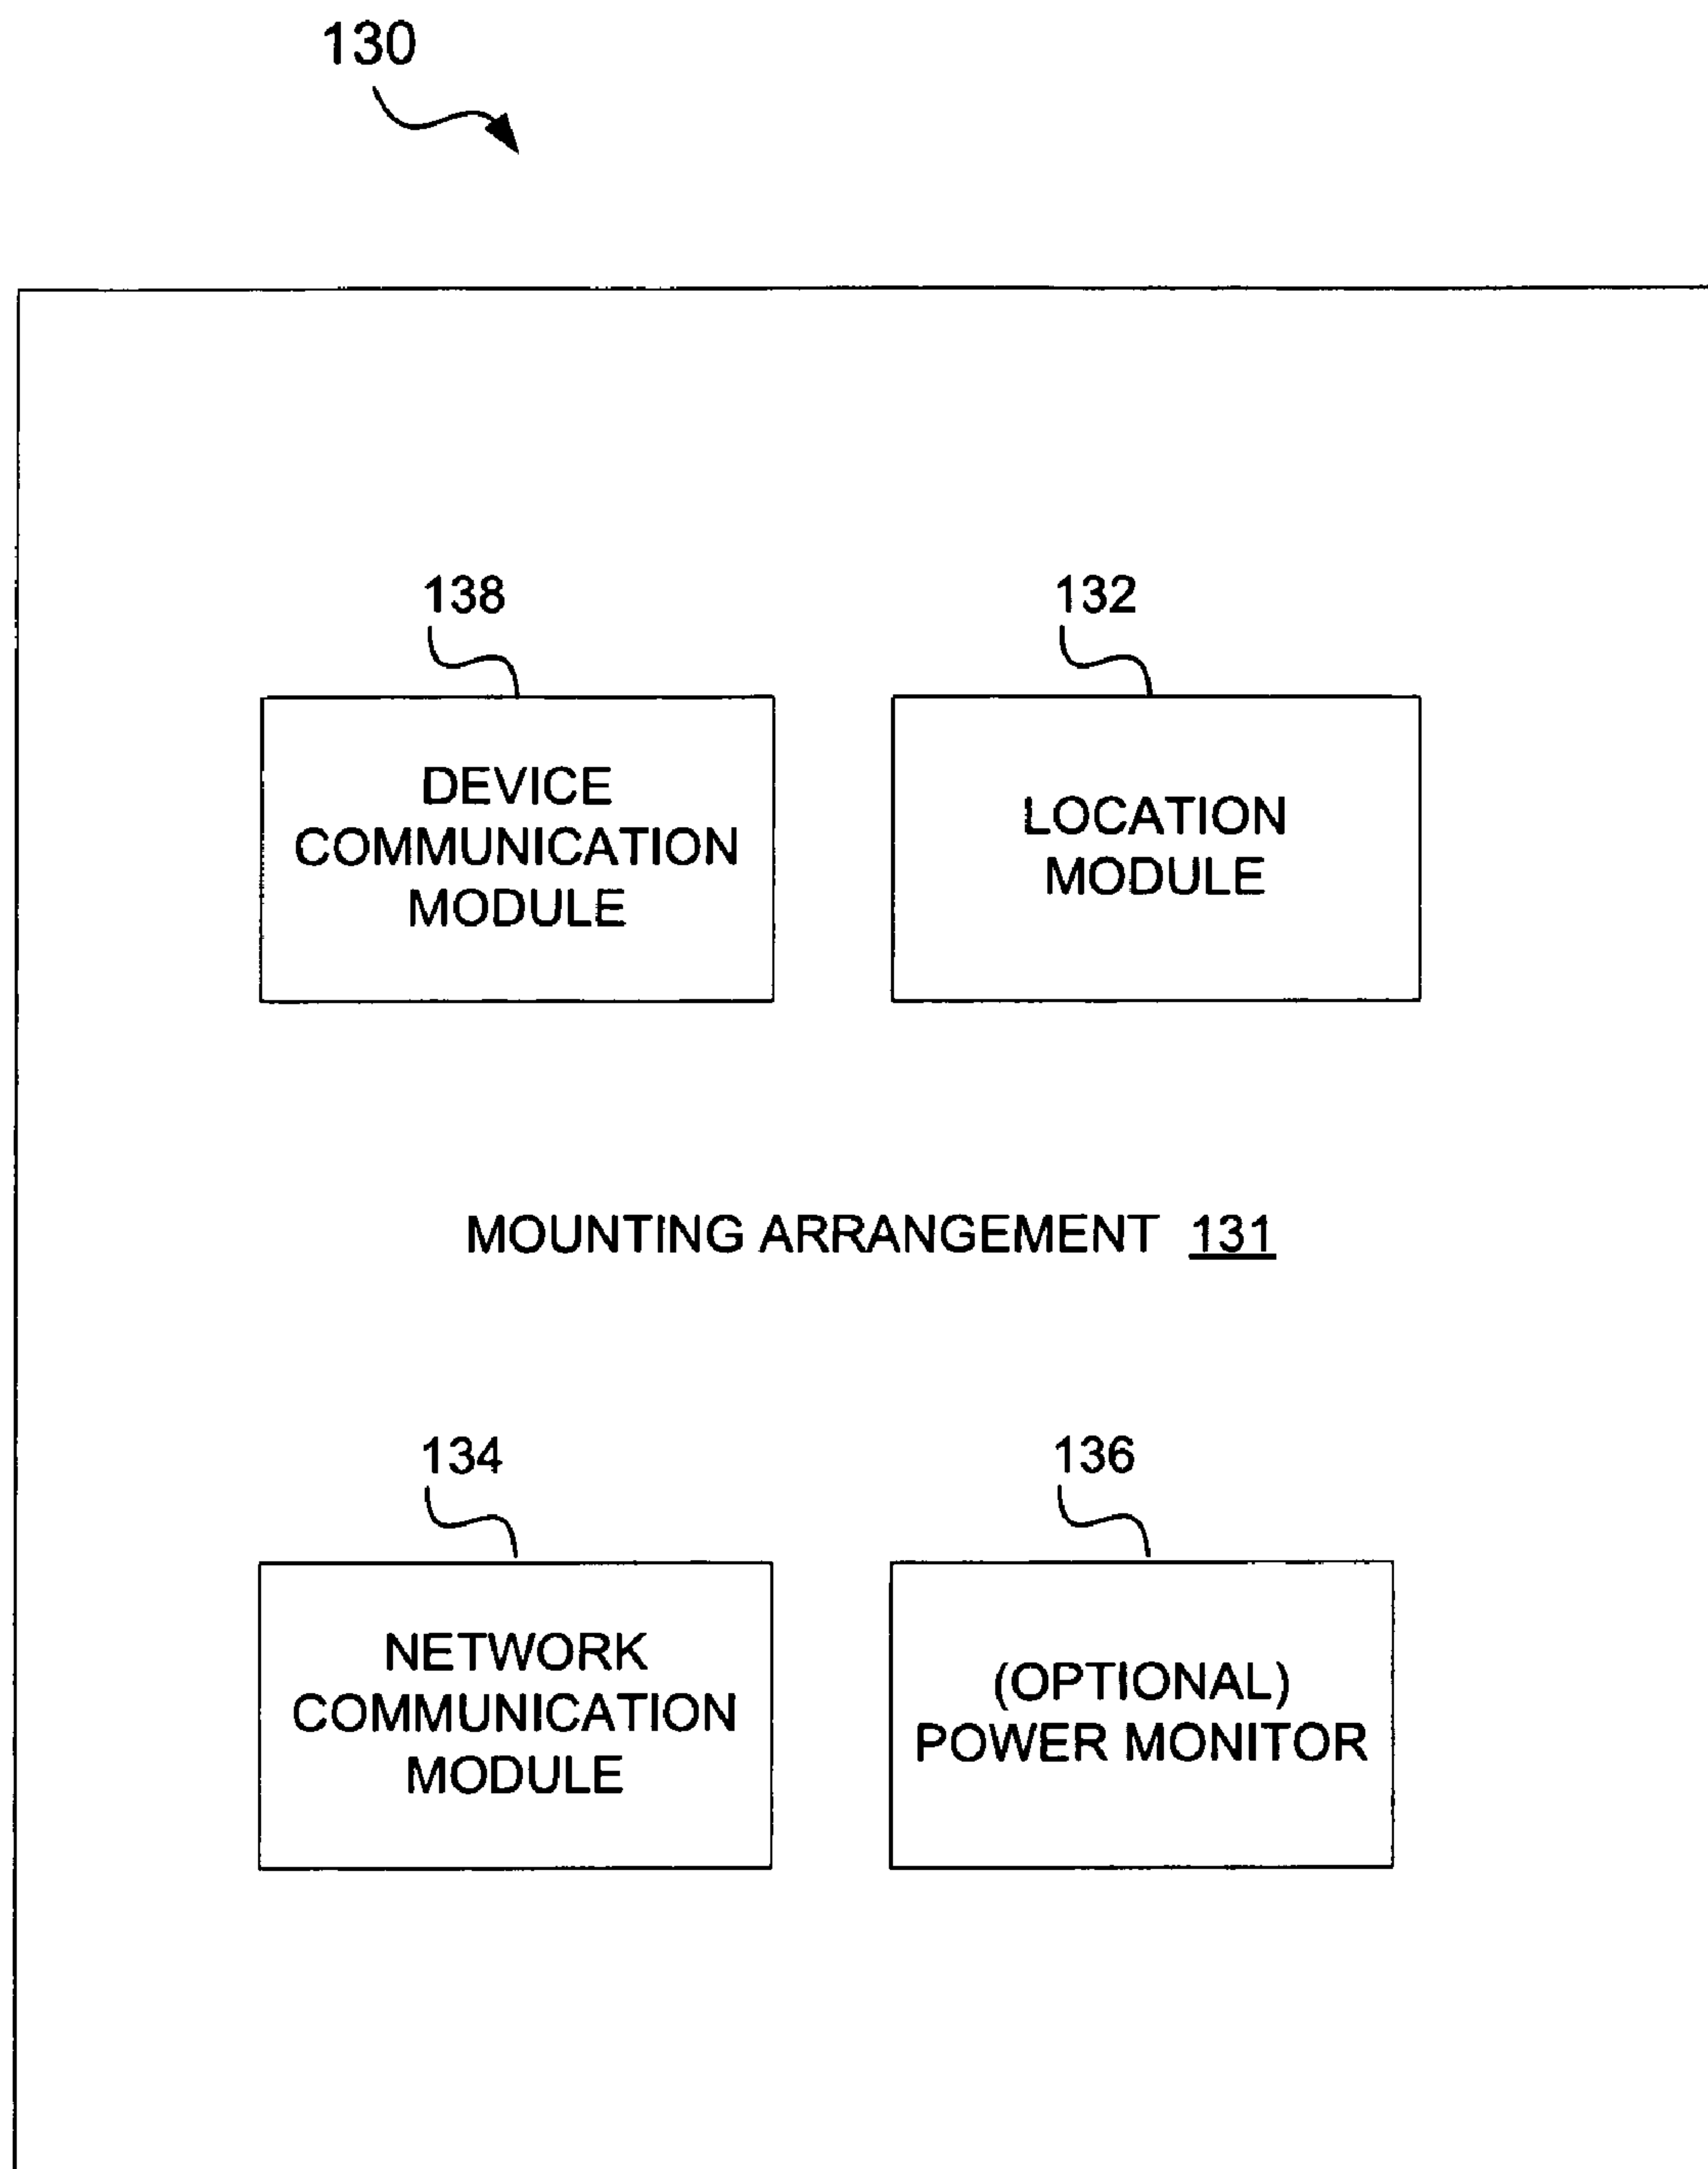 130
138
DEVICE
COMMUNICATION
MODULE
132
LOCATION
MODULE
MOUNTING ARRANGEMENT 131
134
NETWORK
COMMUNICATION
MODULE
136
(OPTIONAL)
POWER MONITOR